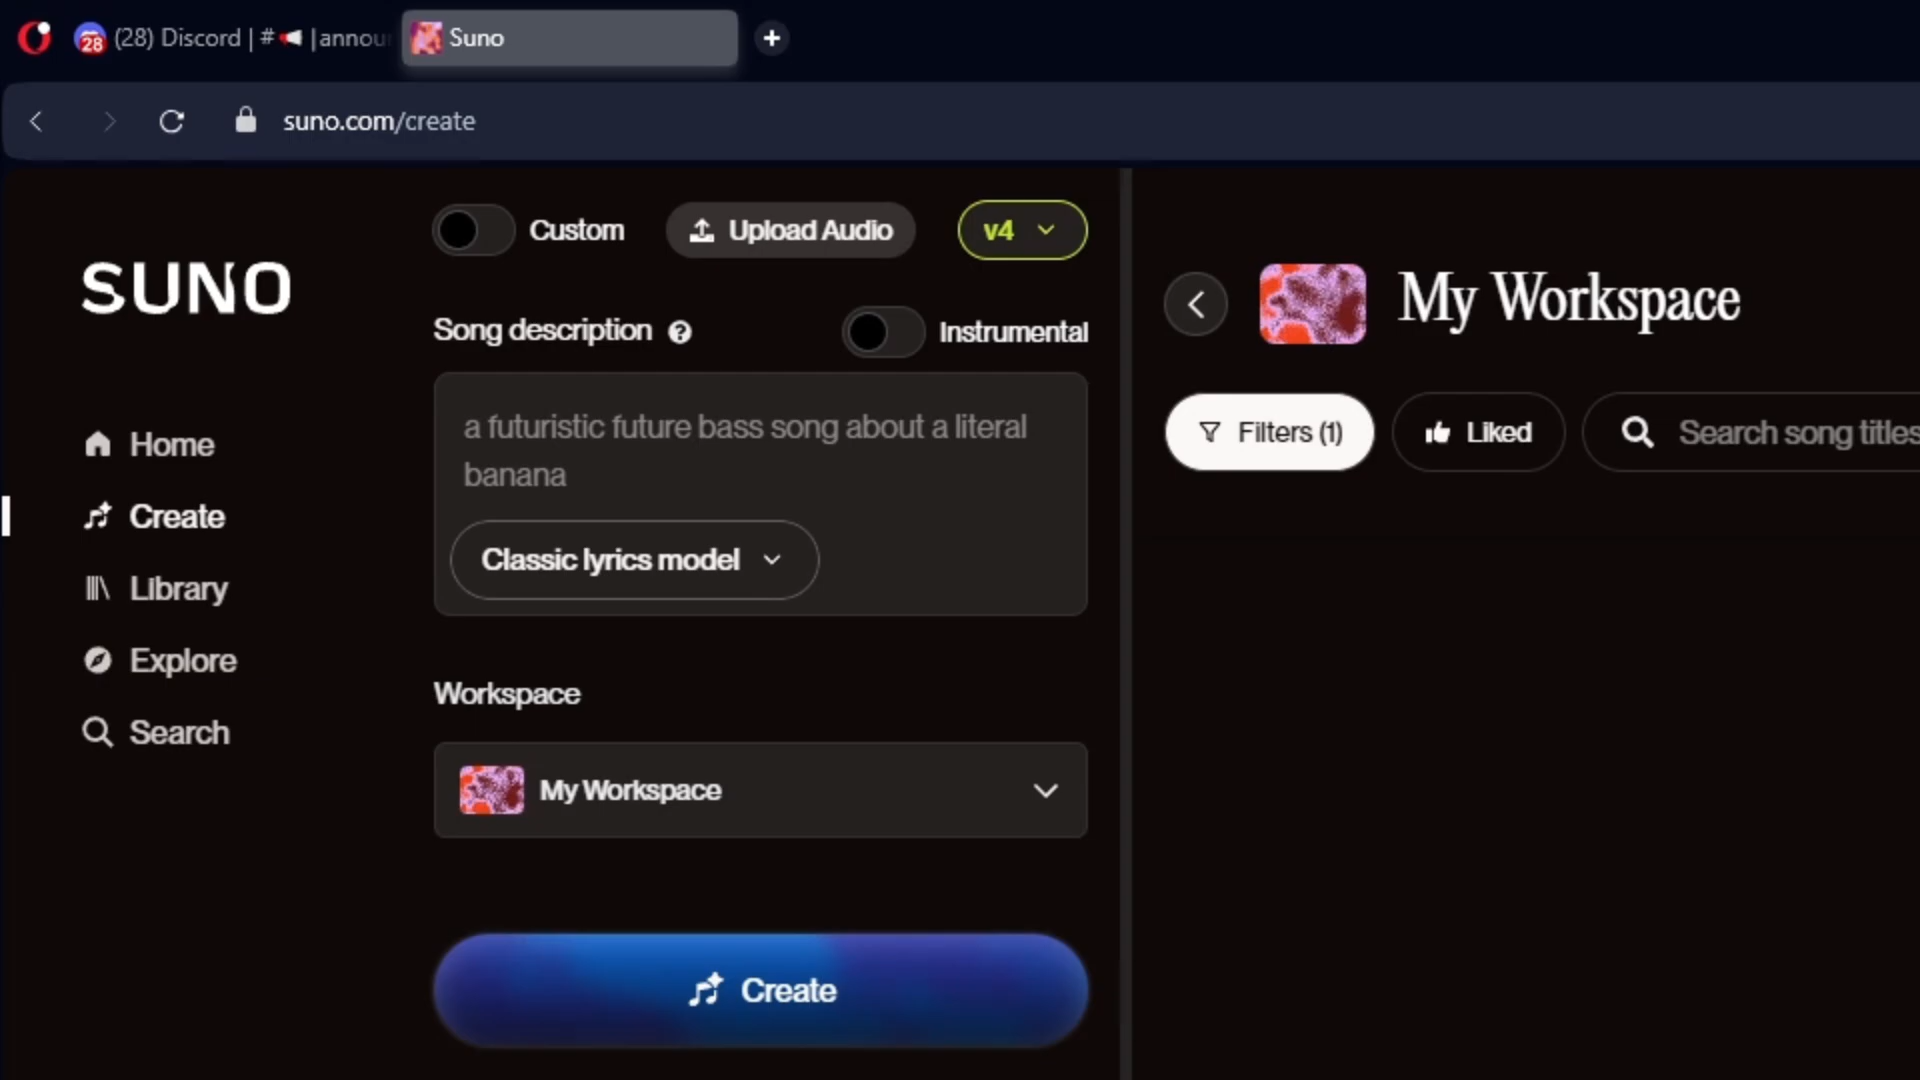 28 (28) Discord | # |annou
Suno
suno.com/create
Custom
Upload Audio
v4
SUNO
Song description ?
Instrumental
My Workspace
a futuristic future bass song about a literal
banana
Filters (1)
Liked
Search song titles
Home
Create
Classic lyrics model
Library
Explore
Workspace
Search
My Workspace
Create